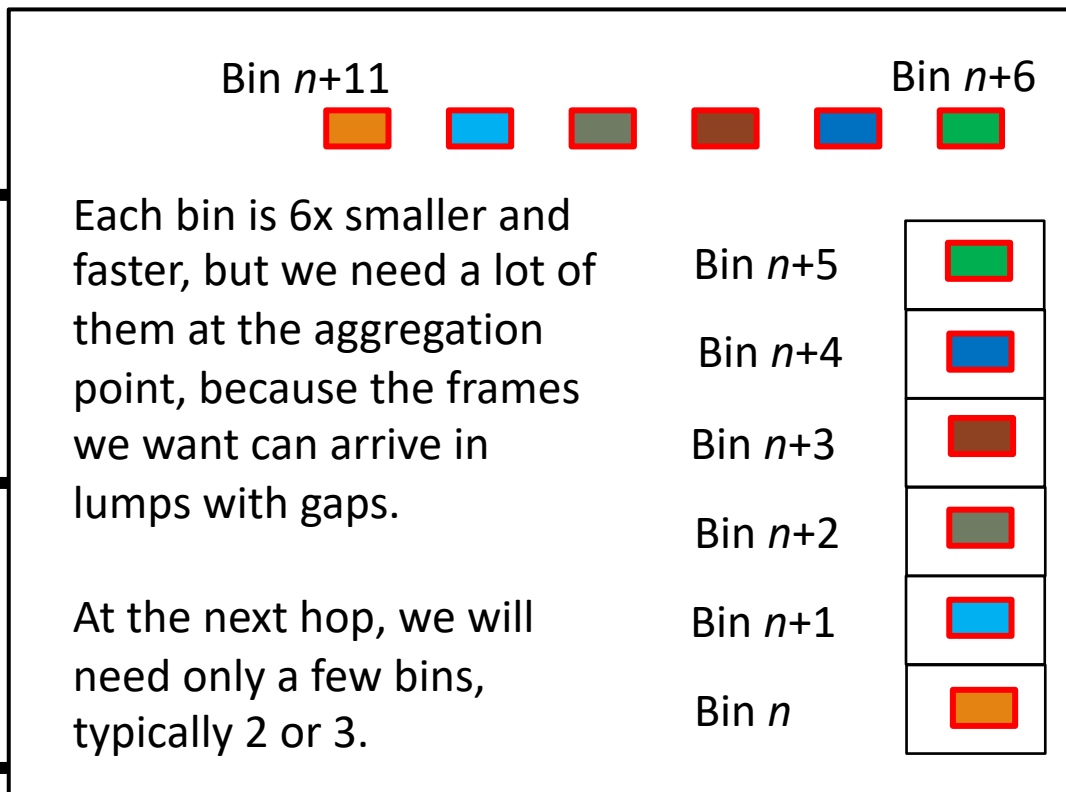 Bin n+11
Bin n+6
Each bin is 6x smaller and
faster, but we need a lot of
them at the aggregation
point, because the frames
we want can arrive in
lumps with gaps.
At the next hop, we will
need only a few bins,
typically 2 or 3.
Bin n+5
Bin n+4
Bin n+3
Bin n+2
Bin n+1
Bin n